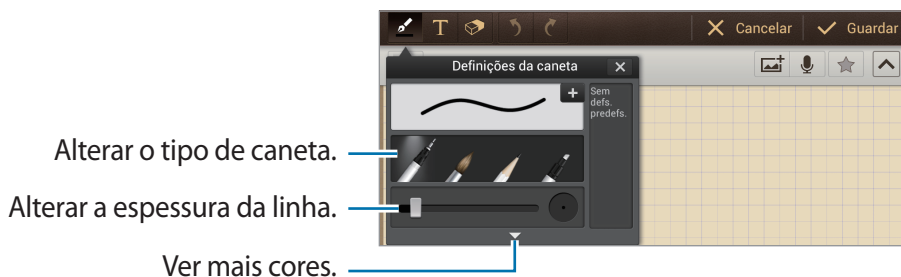 T Cancelar Guardar
Definições da caneta
Sem
defs.
predefs.
Alterar o tipo de caneta.
Alterar a espessura da linha.
Ver mais cores.